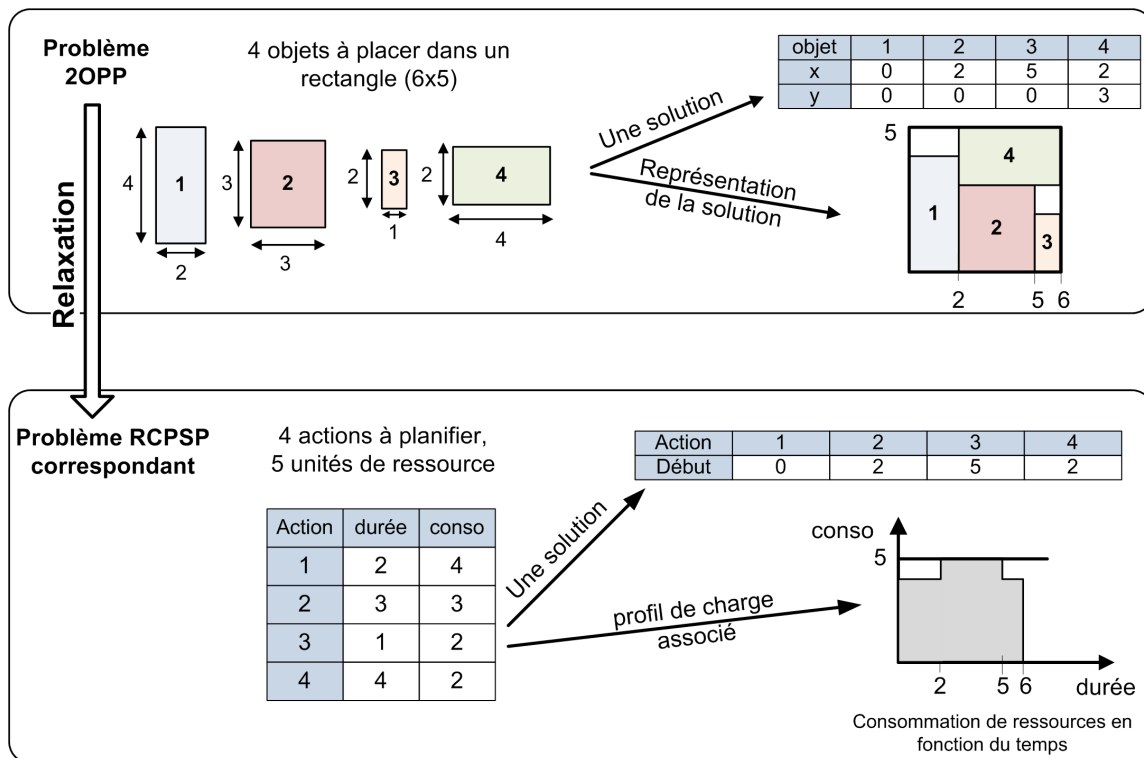 Problème
2OPP
4 objets à placer dans un
rectangle (6x5)
4
1
2
3
2
3
2
3
1
2
4
4
Une solution
Représentation
de la solution
objet 1 2 3 4
x 0 2 5 2
y 0 0 0 3
5
4
1
2
3
2 5 6
Relaxation
Problème RCPSP
correspondant
4 actions à planifier,
5 unités de ressource
Action durée conso
1 2 4
2 3 3
3 1 2
4 4 2
Une solution
profil de charge
associé
Action 1 2 3 4
Début 0 2 5 2
conso
5
2 5 6 durée
Consommation de ressources en
fonction du temps